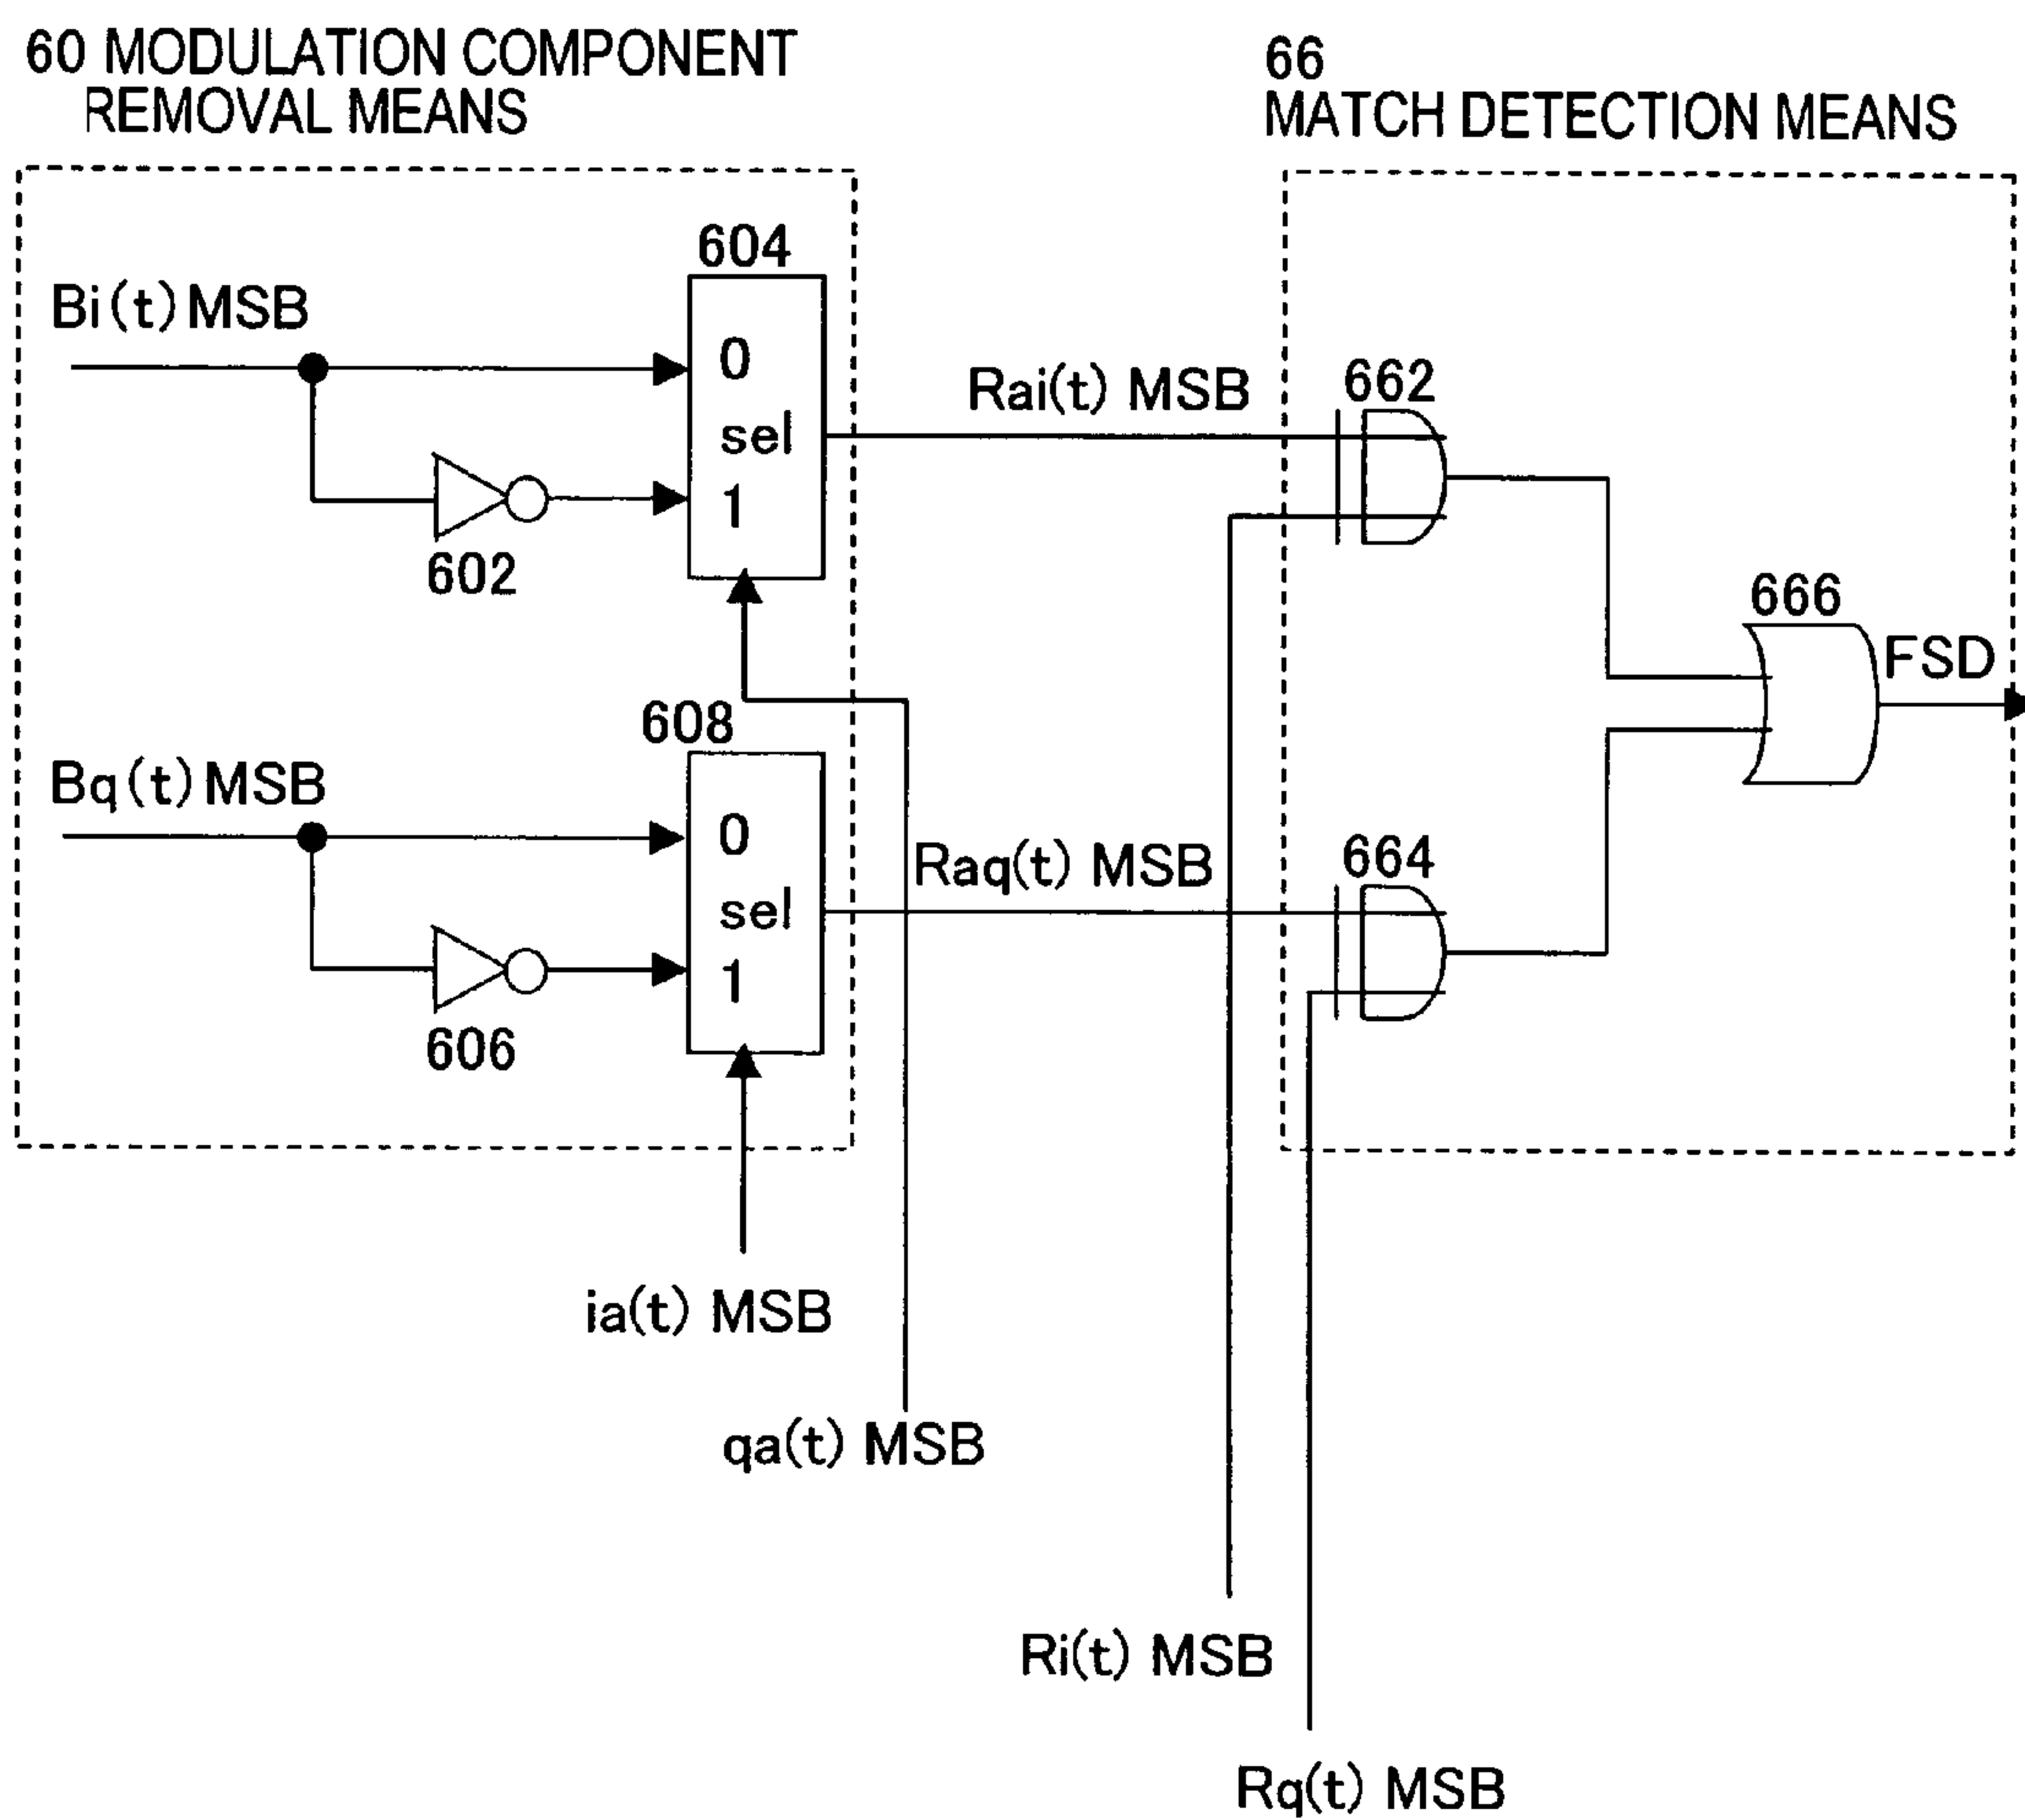 60 MODULATION COMPONENT
REMOVAL MEANS
66
MATCH DETECTION MEANS
604
Bi(t) MSB
0
sel
1
602
Rai(t) MSB
662
666
FSD
608
Bq(t) MSB
0
sel
1
606
Raq(t) MSB
664
ia(t) MSB
qa(t) MSB
Ri(t) MSB
Rq(t) MSB